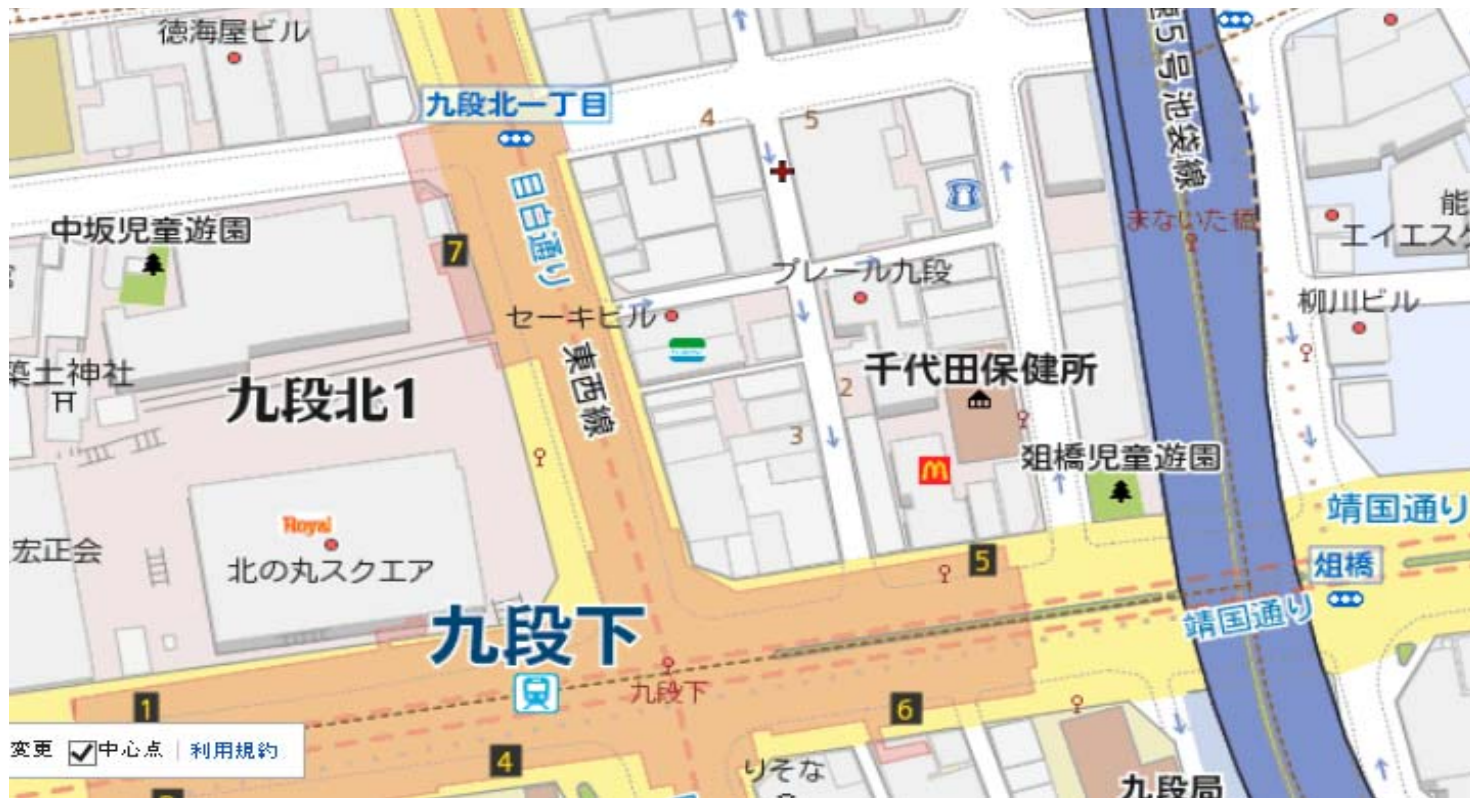 徳海屋ビル
東5号池袋線
九段北一丁目
4
5
目白通り
中坂児童遊園
7
まないた橋
エイエスク
プレール九段
セーキビル
柳川ビル
築土神社
九段北1
東西線
千代田保健所
2
3
俎橋児童遊園
Royal
北の丸スクエア
宏正会
靖国通り
5
俎橋
靖国通り
九段下
九段下
1
6
変更
中心点
利用規約
4
りそな
九段局